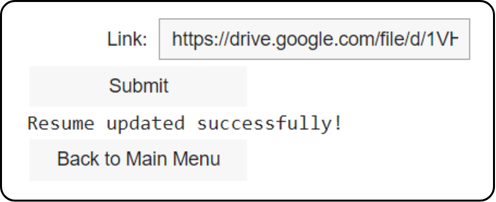 Link: https://drive.google.com/file/d/1VH
Submit
Resume updated successfully!
Back to Main Menu